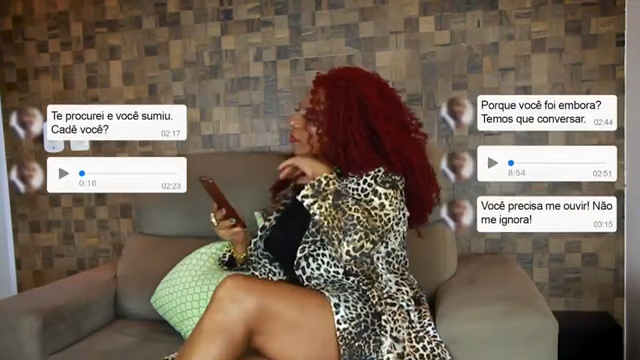 Te procurei e você sumiu.
Cadê você?
02:17
0:16
02:23
Porque você foi embora?
Temos que conversar.
02:44
8:54
02:51
Você precisa me ouvir! Não
me ignora!
03:15